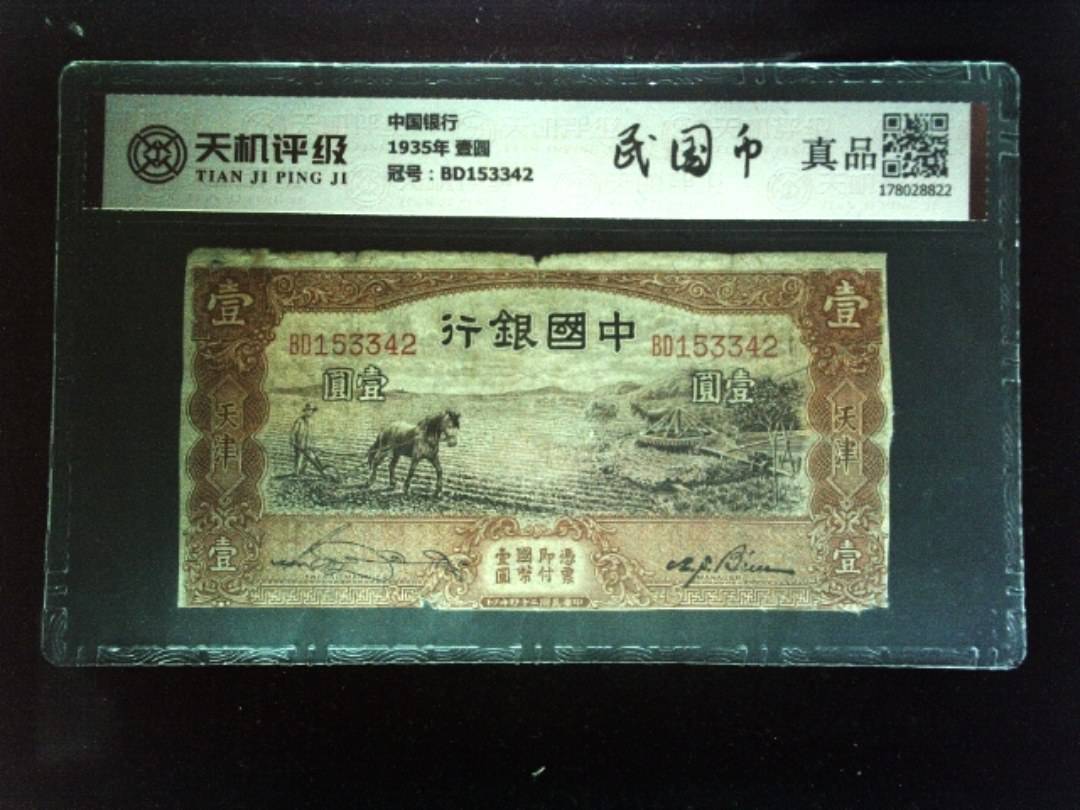 天机评级
TIAN JI PING JI
中国银行
1935年 壹圆
冠号：BD153342
民国币
真品
178028822
壹
壹
行銀國中
BD153342
BD153342
圓壹
圓壹
天津
天津
憑票
即付
國幣
壹圓
壹
壹